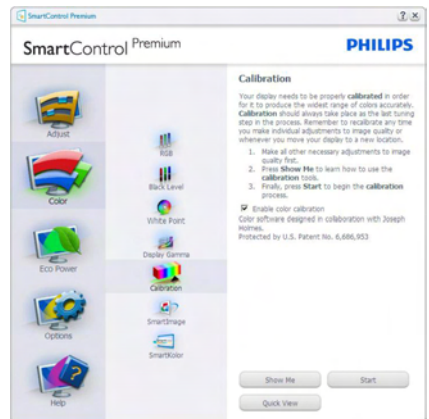 SmartControl Premium
SmartControl Premium
PHILIPS
Adjust
Color
Eco Power
Options
Help
RGB
Black Level
White Point
Display Gamma
Calibration
SmartImage
SmartKolor
Calibration
Your display needs to be properly calibrated in order
for it to produce the widest range of colors accurately.
Calibration should always take place as the last tuning
step in the process. Remember to recalibrate any time
you make individual adjustments to image quality or
whenever you move your display to a new location.
1. Make all other necessary adjustments to image
quality first.
2. Press Show Me to learn how to use the
calibration tools.
3. Finally, press Start to begin the calibration
process.
Enable color calibration
Color software designed in collaboration with Joseph
Holmes.
Protected by U.S. Patent No. 6,686,953
Show Me
Start
Quick View